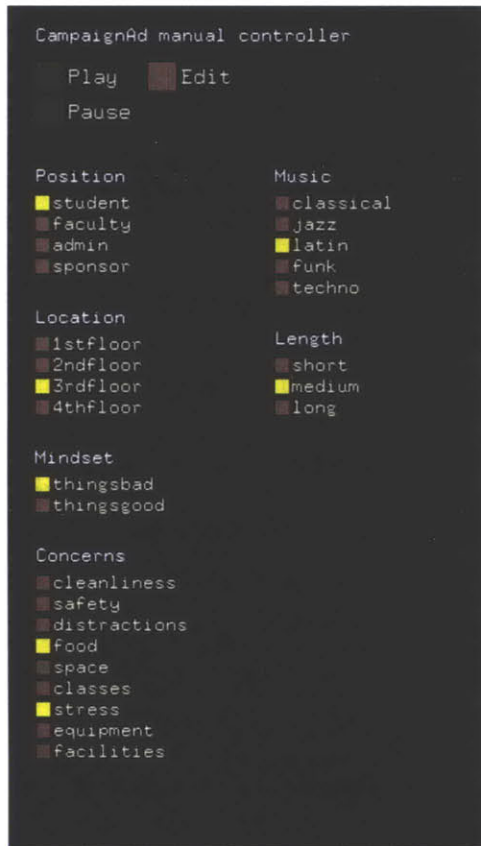 CampaignAd manual controller
Play Edit
Pause
Position
student
faculty
admin
sponsor
Location
1stfloor
2ndfloor
3rdfloor
4thfloor
Mindset
thingsbad
thingsgood
Concerns
cleanliness
safety
distractions
food
space
classes
stress
equipment
facilities
Music
classical
jazz
latin
funk
techno
Length
short
medium
long